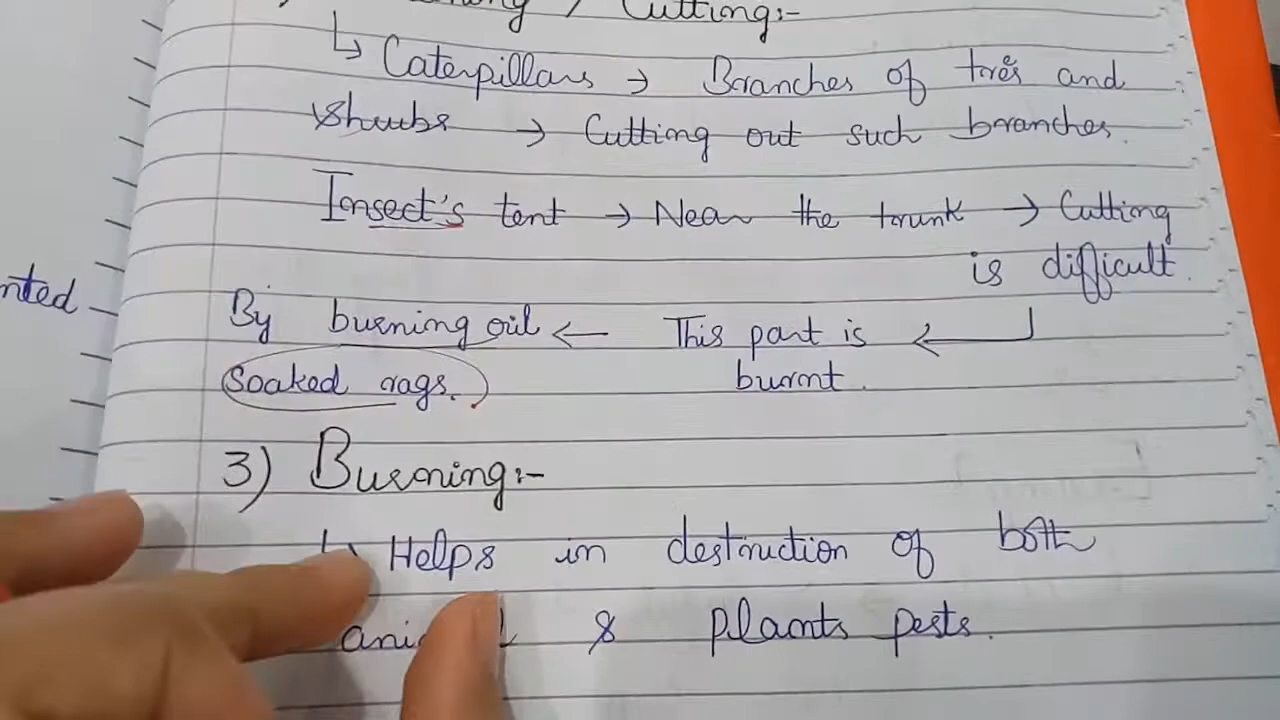 Cutting:-
↳ Caterpillars → Branches of trees and
shrubs → Cutting out such branches.
Insect's tent → Near the trunk → Cutting
is difficult.
By burning oil ← This part is ←
soaked rags. burnt.
nted
3) Burning:-
↳ Helps in destruction of both
& plants pests.